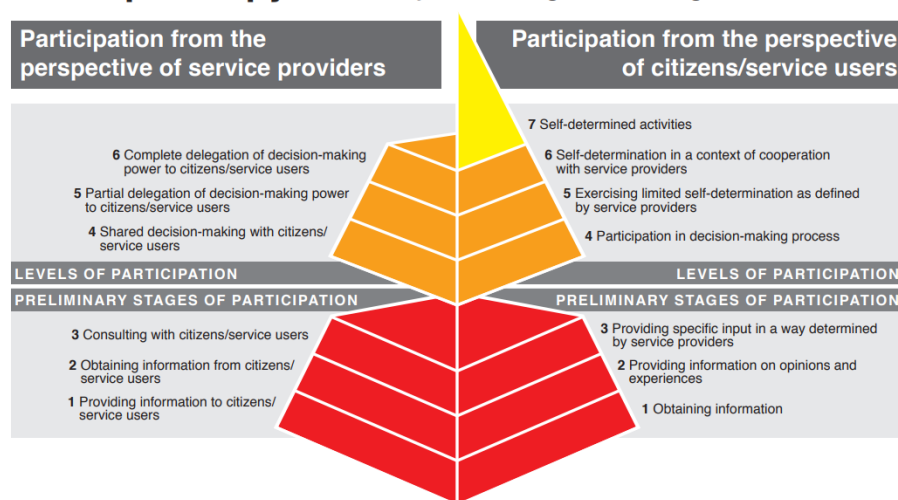 Participation from the
perspective of service providers
Participation from the perspective
of citizens/service users
7 Self-determined activities
6 Complete delegation of decision-making
power to citizens/service users
6 Self-determination in a context of cooperation
with service providers
5 Partial delegation of decision-making power
to citizens/service users
5 Exercising limited self-determination as defined
by service providers
4 Shared decision-making with citizens/
service users
4 Participation in decision-making process
LEVELS OF PARTICIPATION
LEVELS OF PARTICIPATION
PRELIMINARY STAGES OF PARTICIPATION
PRELIMINARY STAGES OF PARTICIPATION
3 Consulting with citizens/service users
3 Providing specific input in a way determined
by service providers
2 Obtaining information from citizens/
service users
2 Providing information on opinions and
experiences
1 Providing information to citizens/
service users
1 Obtaining information